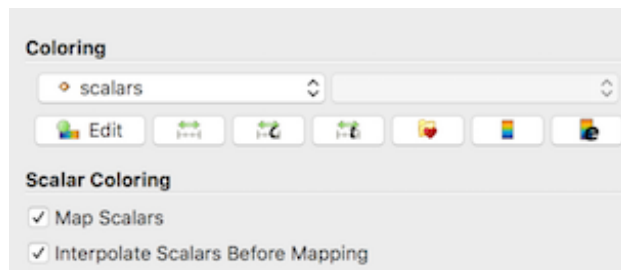 Coloring
scalars
Edit
Scalar Coloring
Map Scalars
Interpolate Scalars Before Mapping